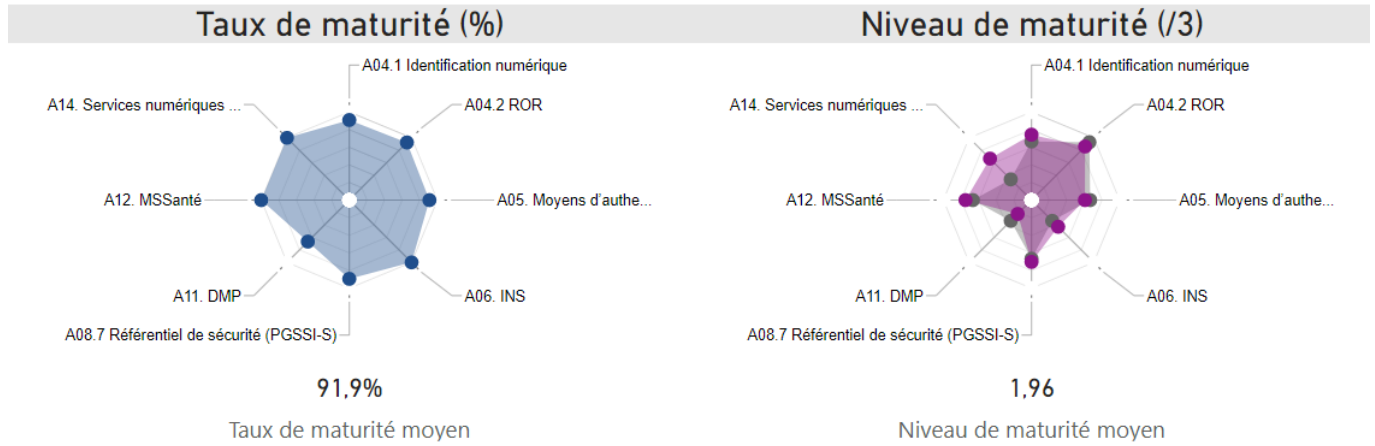 Taux de maturité (%)
A04.1 Identification numérique
A14. Services numériques ...
A04.2 ROR
A12. MSSanté
A05. Moyens d'authe...
A11. DMP
A06. INS
A08.7 Référentiel de sécurité (PGSSI-S)
91,9%
Taux de maturité moyen
Niveau de maturité (/3)
A04.1 Identification numérique
A14. Services numériques ...
A04.2 ROR
A12. MSSanté
A05. Moyens d'authe...
A11. DMP
A06. INS
A08.7 Référentiel de sécurité (PGSSI-S)
1,96
Niveau de maturité moyen